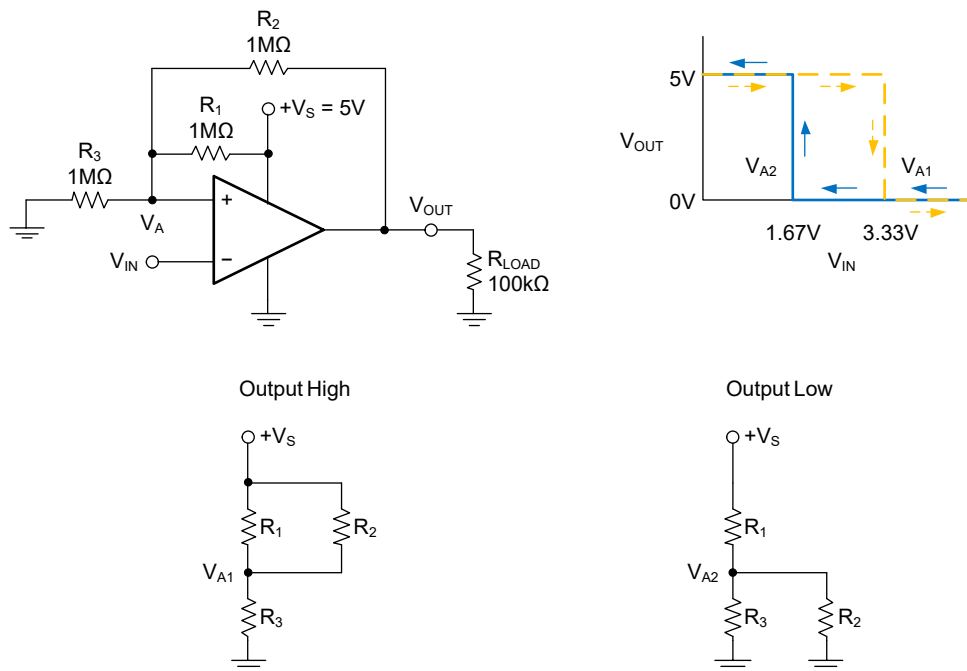 R2
1MΩ
+VS = 5V
R1
1MΩ
R3
1MΩ
VA
+
VIN
−
VOUT
RLOAD
100kΩ
5V
VOUT
VA2
VA1
0V
1.67V
3.33V
VIN
Output High
+VS
R1
R2
VA1
R3
Output Low
+VS
R1
VA2
R3
R2